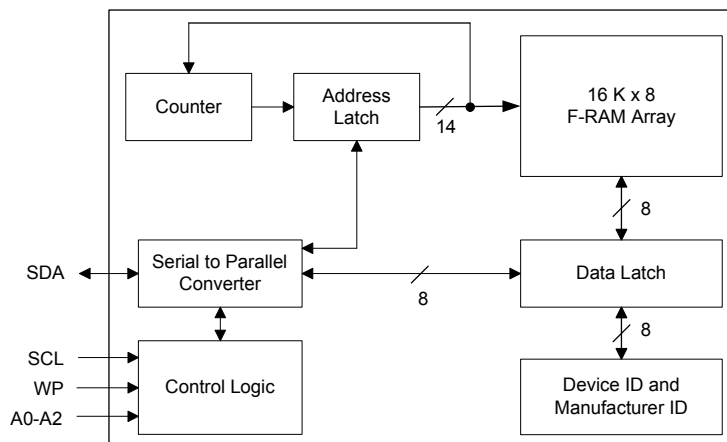 Counter
Address
Latch
14
16 K x 8
F-RAM Array
8
SDA
Serial to Parallel
Converter
8
Data Latch
8
SCL
WP
A0-A2
Control Logic
Device ID and
Manufacturer ID